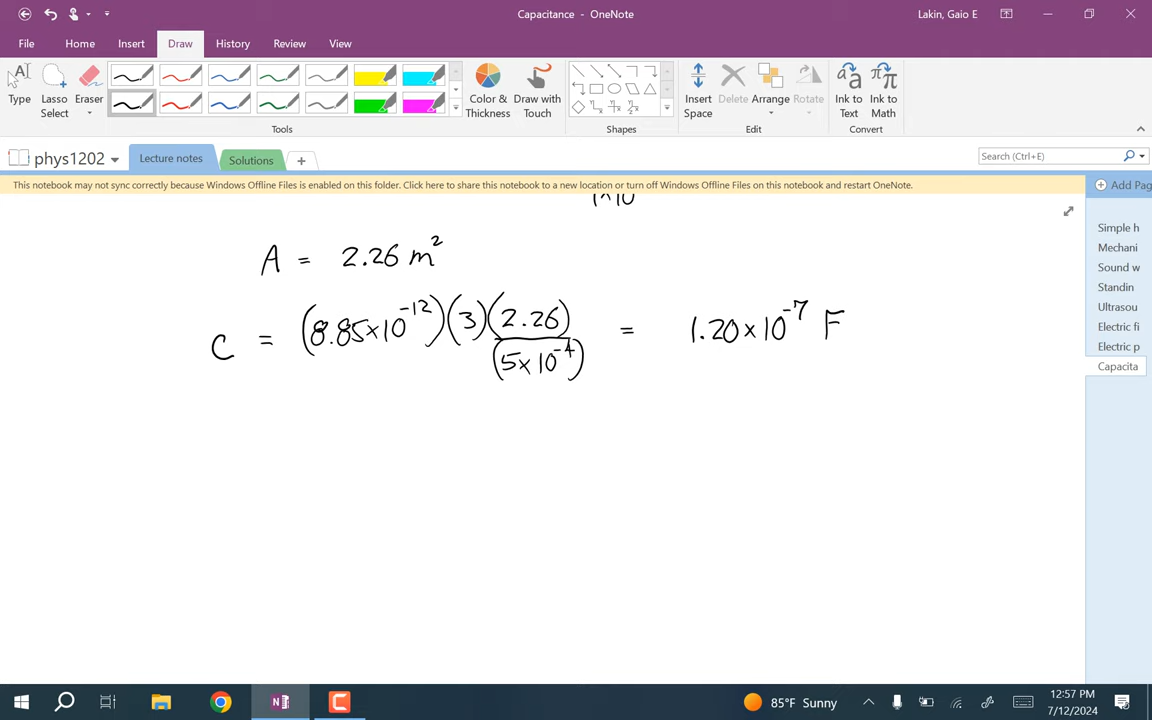 Capacitance - OneNote
Lakin, Gaio E
File Home Insert Draw History Review View
Type
Lasso Select
Eraser
Color & Thickness
Draw with Touch
Insert Space
Delete
Arrange
Rotate
Ink to Text
Ink to Math
Tools
Shapes
Edit
Convert
phys1202
Lecture notes
Solutions
Search (Ctrl+E)
This notebook may not sync correctly because Windows Offline Files is enabled on this folder. Click here to share this notebook to a new location or turn off Windows Offline Files on this notebook and restart OneNote.
Add Pag
Simple h
Mechani
Sound w
Standin
Ultrasou
Electric fi
Electric p
Capacita
A = 2.26 m²
C = (8.85×10⁻¹²)(3)(2.26)/(5×10⁻⁴) = 1.20×10⁻⁷ F
85°F Sunny
12:57 PM
7/12/2024